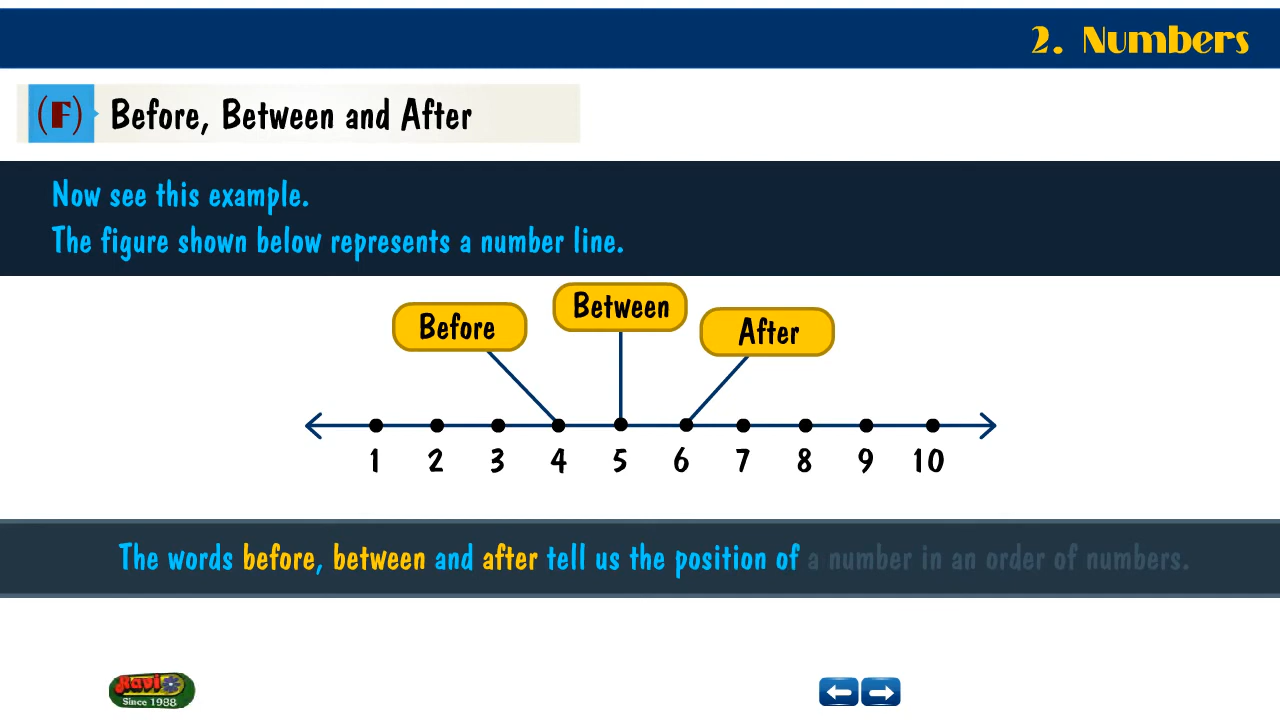 2. Numbers
(F) Before, Between and After
Now see this example.
The figure shown below represents a number line.
Between
Before
After
1 2 3 4 5 6 7 8 9 10
The words before, between and after tell us the position of a number in an order of numbers.
Ravi
Since 1988